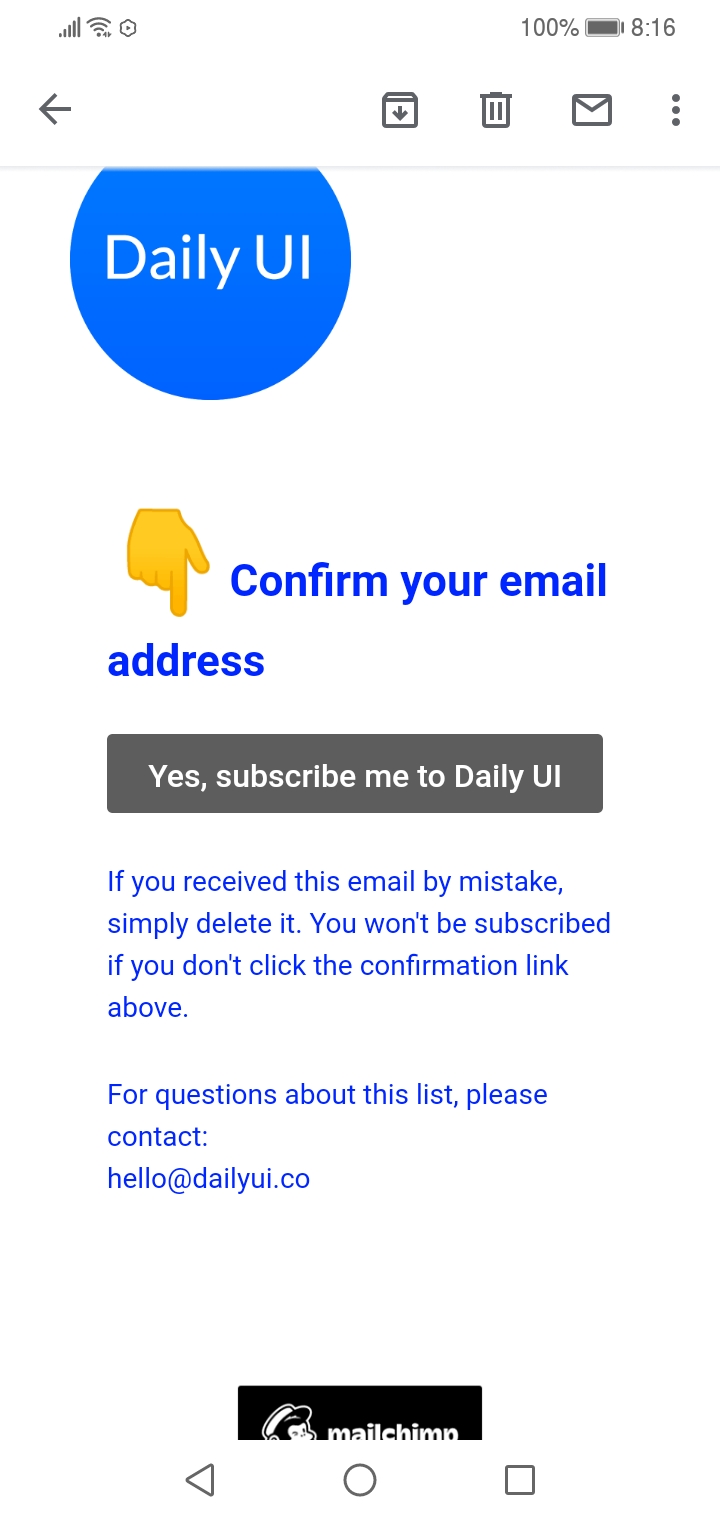 100% 8:16
Daily UI
Confirm your email
address
Yes, subscribe me to Daily UI
If you received this email by mistake,
simply delete it. You won't be subscribed
if you don't click the confirmation link
above.
For questions about this list, please
contact:
hello@dailyui.co
mailchimp